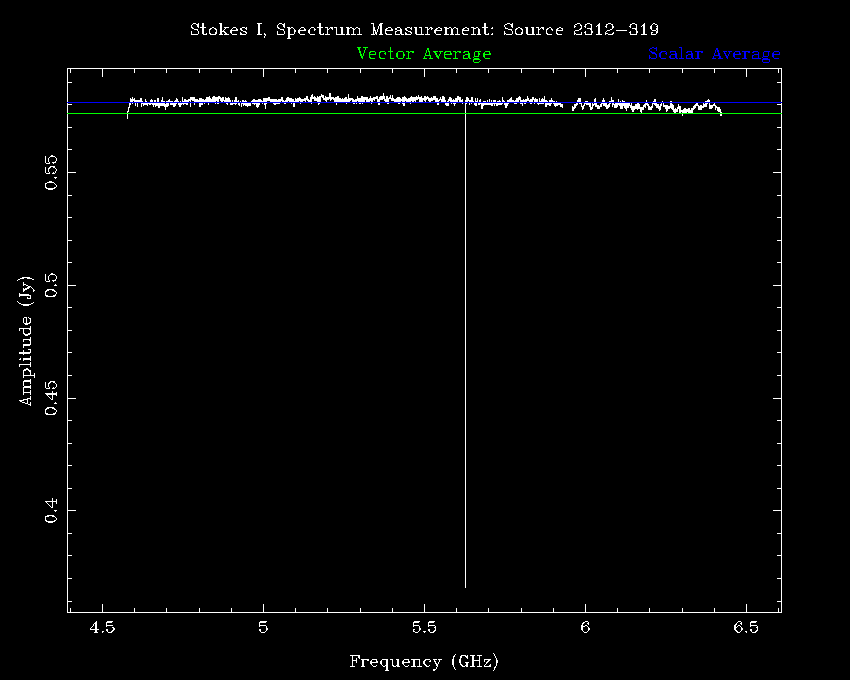 Stokes I, Spectrum Measurement: Source 2312−319
Vector Average Scalar Average
Amplitude (Jy)
0.55
0.5
0.45
0.4
4.5 5 5.5 6 6.5
Frequency (GHz)